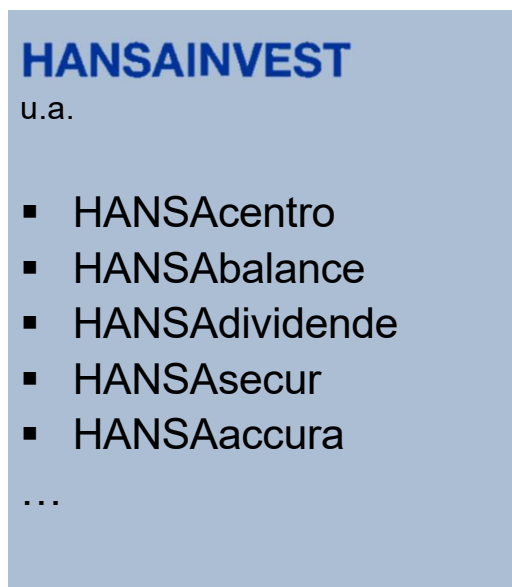 HANSAINVEST
u.a.
▪ HANSAcentro
▪ HANSAbalance
▪ HANSAdividende
▪ HANSAsecur
▪ HANSAaccura
…